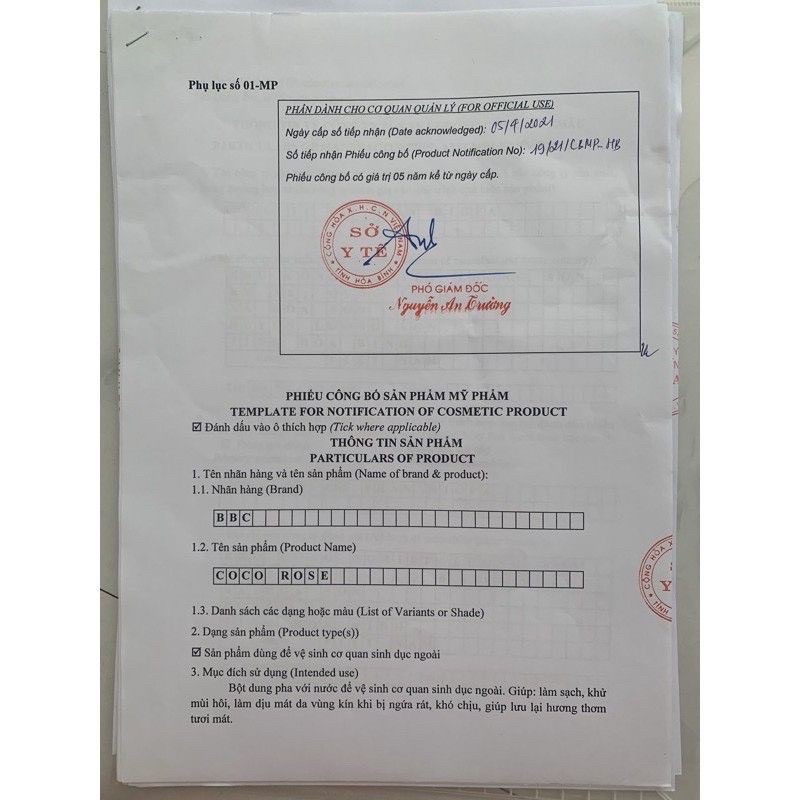 Phụ lục số 01-MP
PHẦN DÀNH CHO CƠ QUAN QUẢN LÝ (FOR OFFICIAL USE)
Ngày cấp số tiếp nhận (Date acknowledged): 05/4/2021
Số tiếp nhận Phiếu công bố (Product Notification No): 19/21/CBMP-HB
Phiếu công bố có giá trị 05 năm kể từ ngày cấp.
CỘNG HÒA X.H.C.N VIỆT NAM
SỞ
Y TẾ
TỈNH HÒA BÌNH
PHÓ GIÁM ĐỐC
Nguyễn An Trường
PHIẾU CÔNG BỐ SẢN PHẨM MỸ PHẨM
TEMPLATE FOR NOTIFICATION OF COSMETIC PRODUCT
☑ Đánh dấu vào ô thích hợp (Tick where applicable)
THÔNG TIN SẢN PHẨM
PARTICULARS OF PRODUCT
1. Tên nhãn hàng và tên sản phẩm (Name of brand & product):
1.1. Nhãn hàng (Brand)
BBC
1.2. Tên sản phẩm (Product Name)
COCO ROSE
1.3. Danh sách các dạng hoặc màu (List of Variants or Shade)
2. Dạng sản phẩm (Product type(s))
☑ Sản phẩm dùng để vệ sinh cơ quan sinh dục ngoài
3. Mục đích sử dụng (Intended use)
Bột dung pha với nước để vệ sinh cơ quan sinh dục ngoài. Giúp: làm sạch, khử
mùi hôi, làm dịu mát da vùng kín khi bị ngứa rát, khó chịu, giúp lưu lại hương thơm
tươi mát.